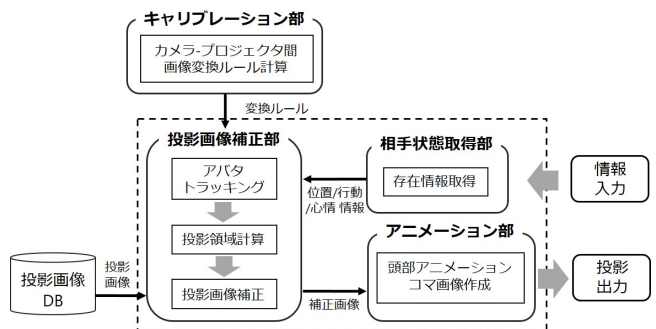 キャリブレーション部
カメラ-プロジェクタ間
画像変換ルール計算
変換ルール
投影画像補正部
アバタ
トラッキング
投影領域計算
投影画像補正
相手状態取得部
存在情報取得
位置/行動
/心情 情報
情報
入力
アニメーション部
頭部アニメーション
コマ画像作成
投影
出力
投影
画像
投影画像
DB
補正画像